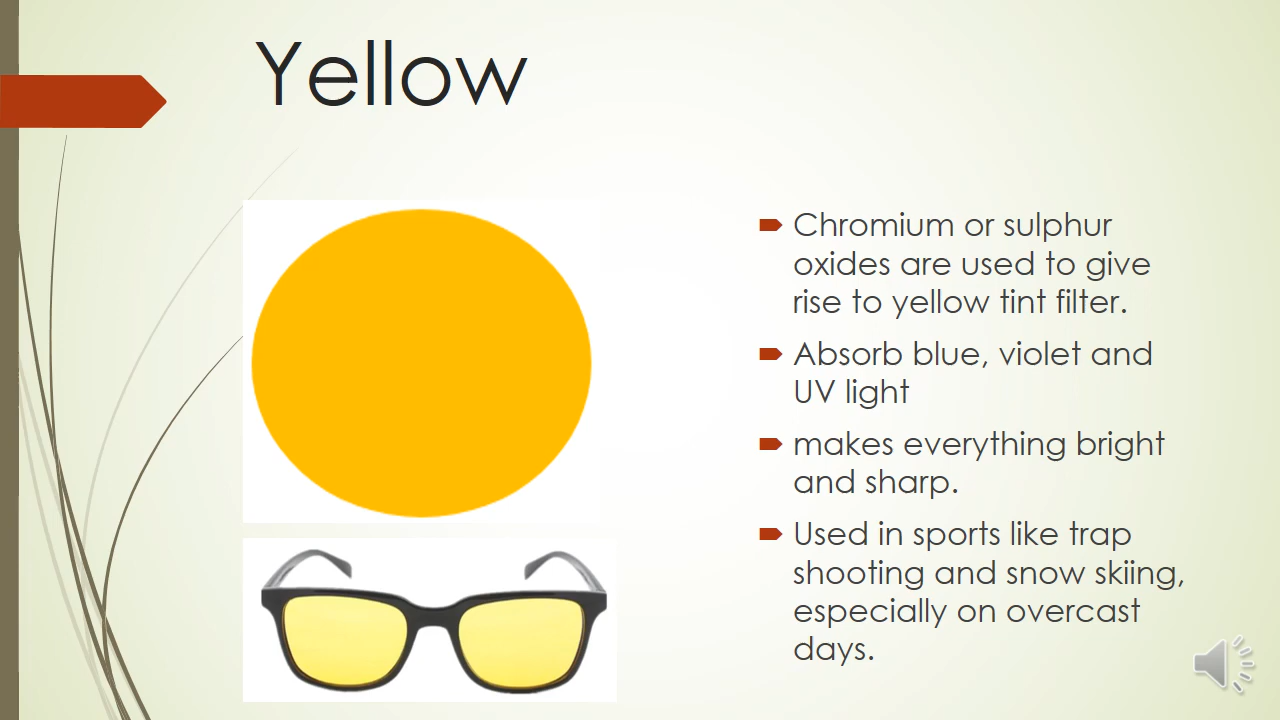 Yellow
Chromium or sulphur
oxides are used to give
rise to yellow tint filter.
Absorb blue, violet and
UV light
makes everything bright
and sharp.
Used in sports like trap
shooting and snow skiing,
especially on overcast
days.